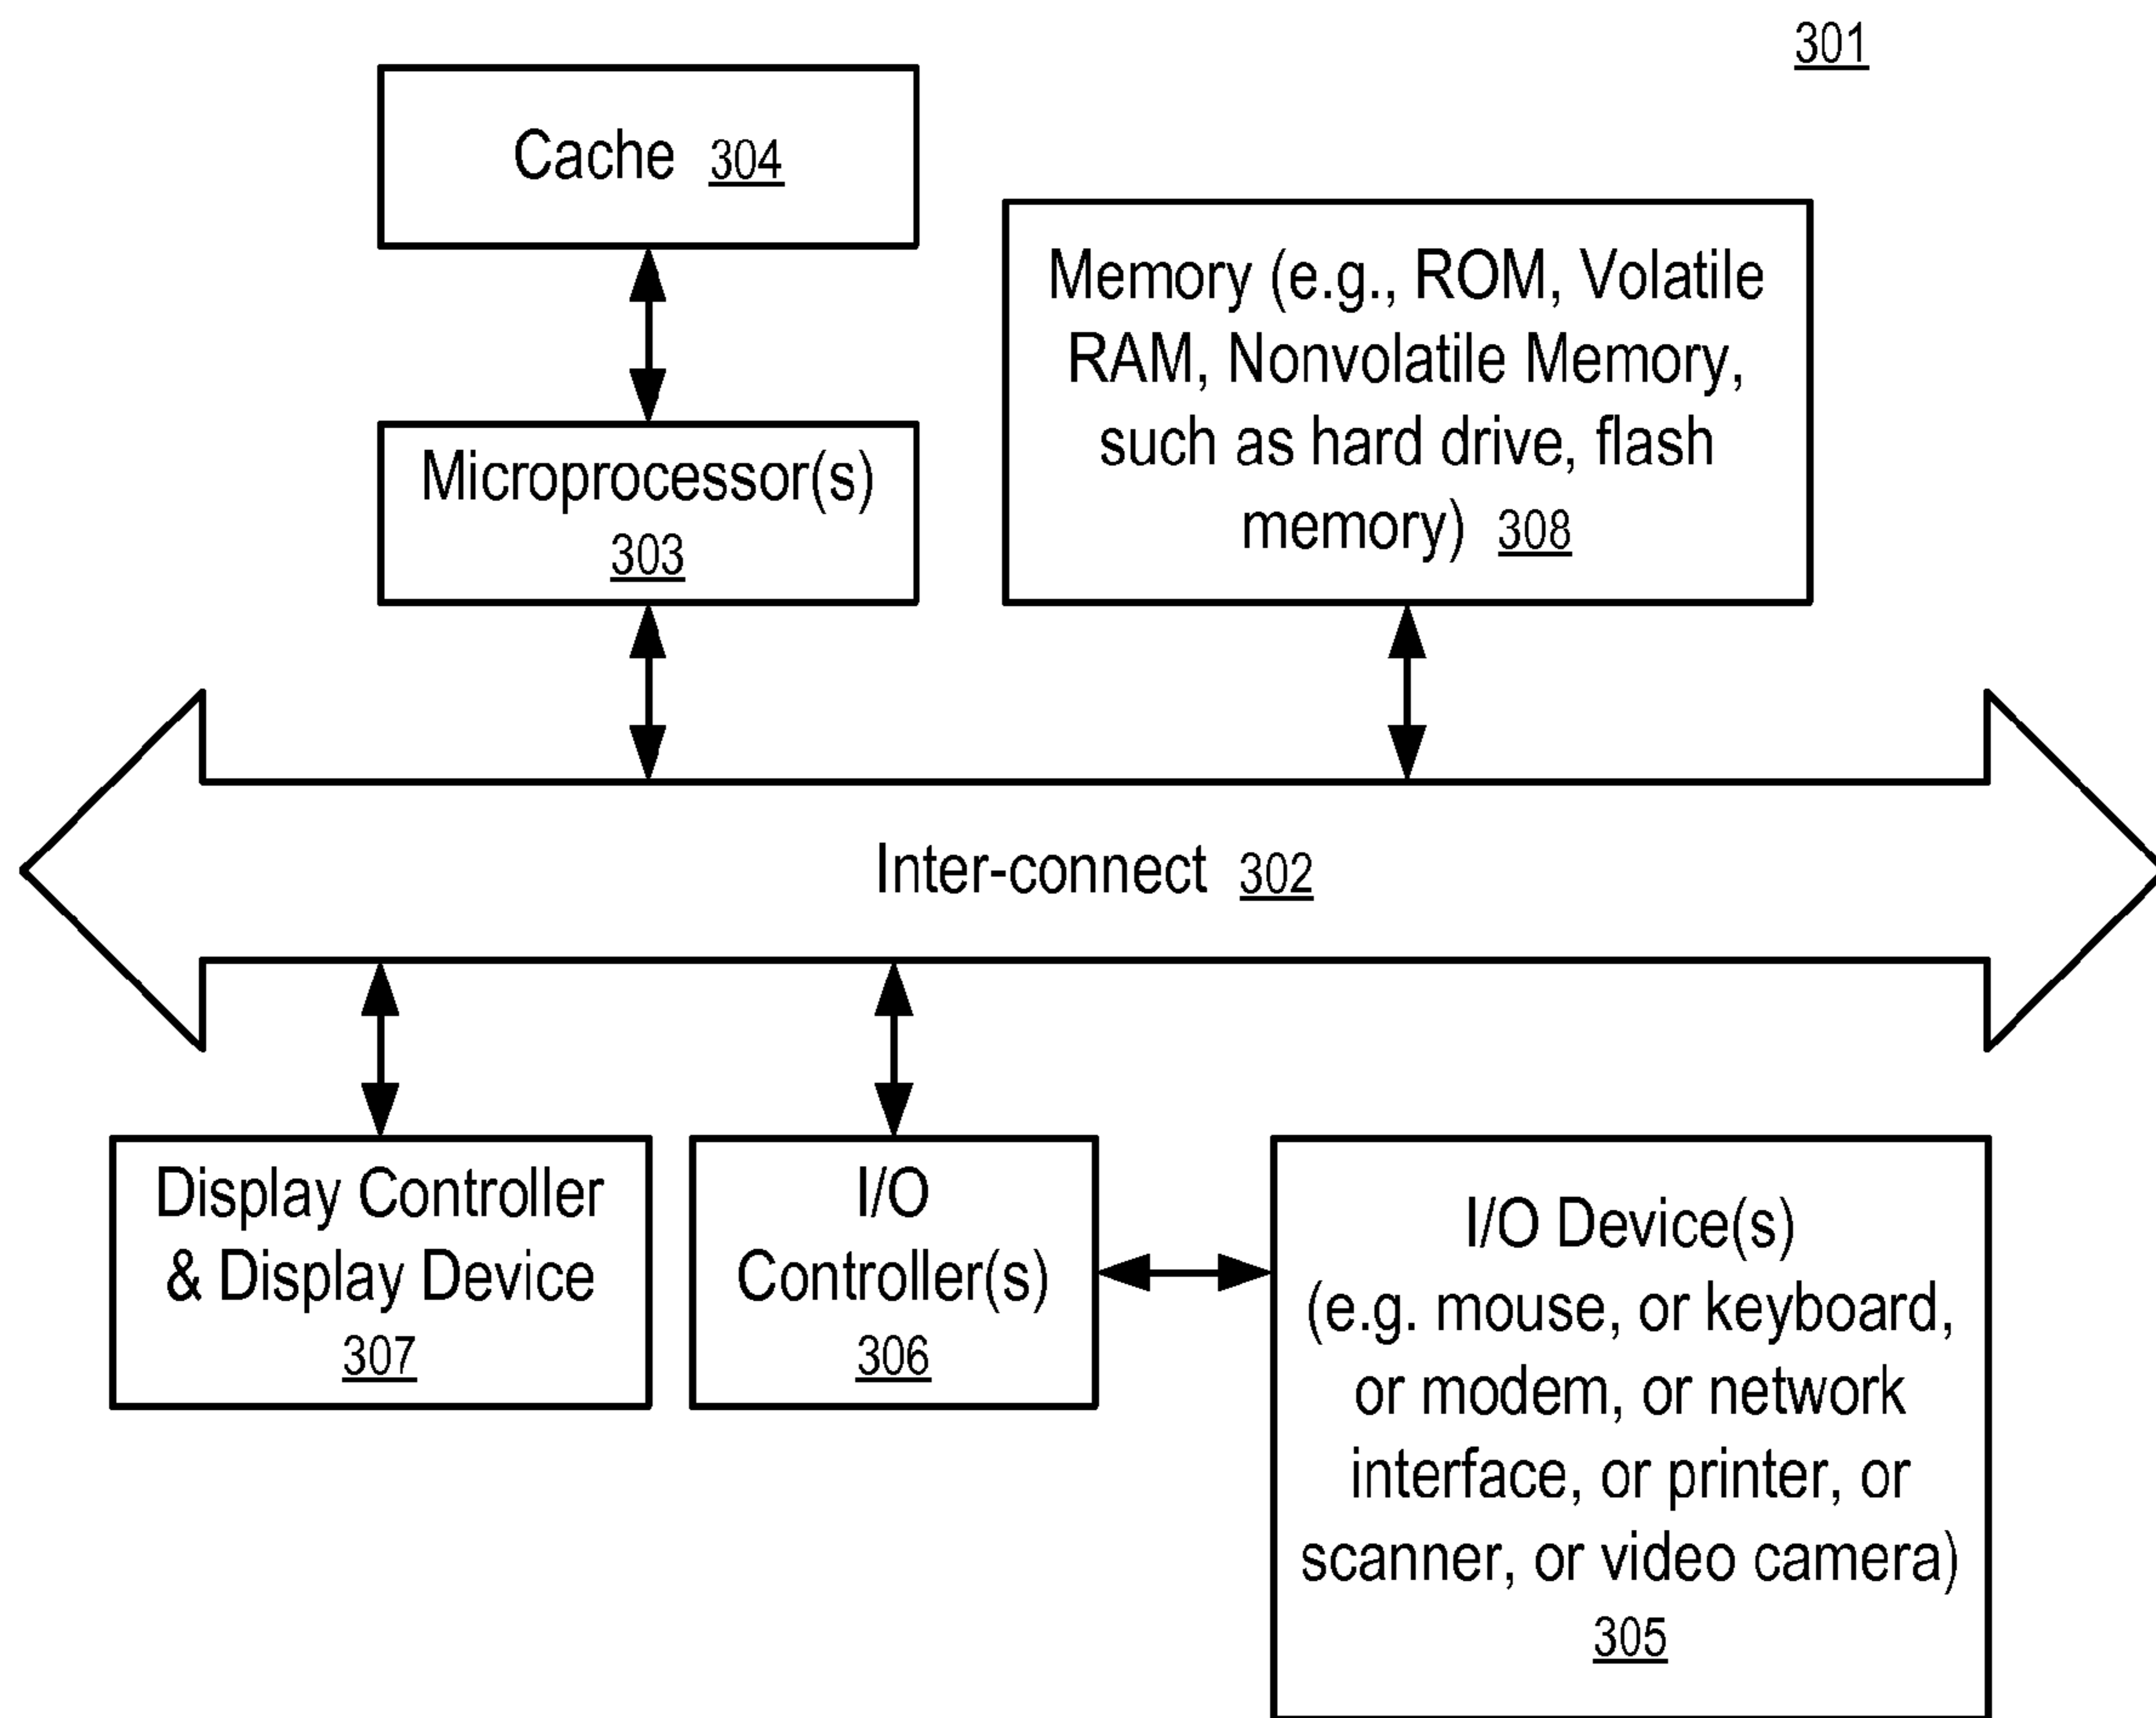 301
Cache 304
Memory (e.g., ROM, Volatile
RAM, Nonvolatile Memory,
such as hard drive, flash
memory) 308
Microprocessor(s)
303
Inter-connect 302
Display Controller
& Display Device
307
I/O
Controller(s)
306
I/O Device(s)
(e.g. mouse, or keyboard,
or modem, or network
interface, or printer, or
scanner, or video camera)
305